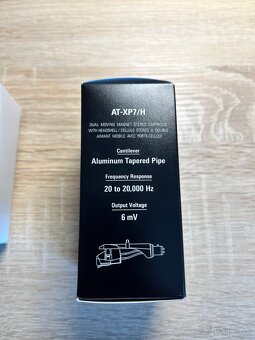 AT-XP7/H
DUAL MOVING MAGNET STEREO CARTRIDGE
WITH HEADSHELL / CELLULE STEREO A DOUBLE
AIMANT MOBILE AVEC PORTE-CELLULE
Cantilever
Aluminum Tapered Pipe
Frequency Response
20 to 20,000 Hz
Output Voltage
6 mV